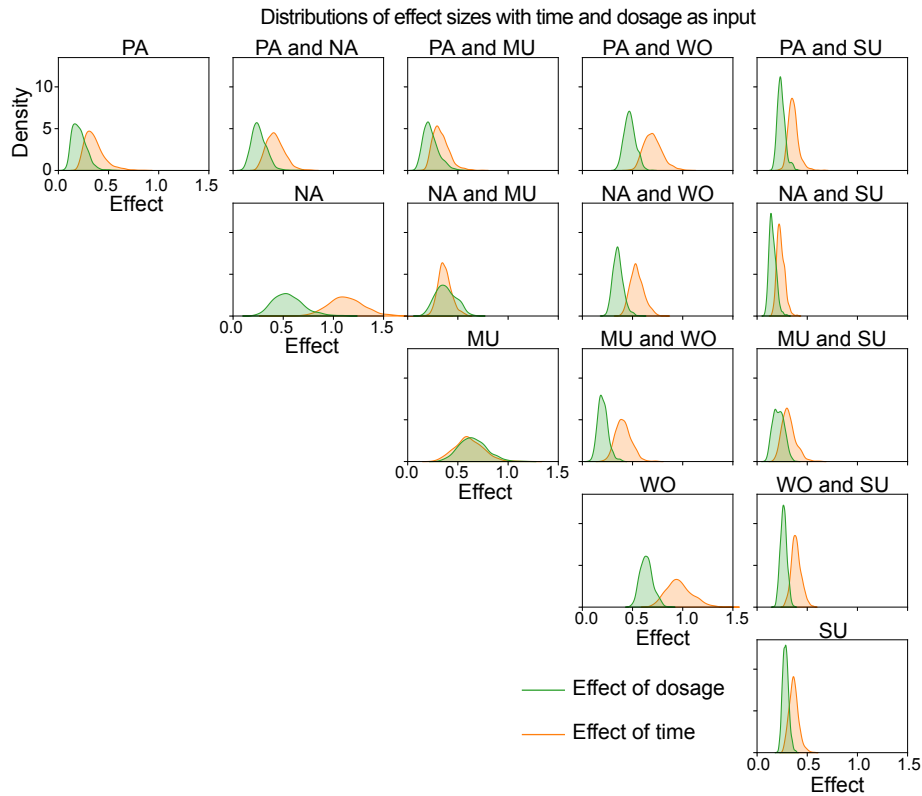 Distributions of effect sizes with time and dosage as input
PA
PA and NA
PA and MU
PA and WO
PA and SU
Density
10
5
0
0.0 0.5 1.0 1.5
Effect
NA
NA and MU
NA and WO
NA and SU
0.0 0.5 1.0 1.5
Effect
MU
MU and WO
MU and SU
0.0 0.5 1.0 1.5
Effect
WO
WO and SU
0.0 0.5 1.0 1.5
Effect
SU
Effect of dosage
Effect of time
0.0 0.5 1.0 1.5
Effect